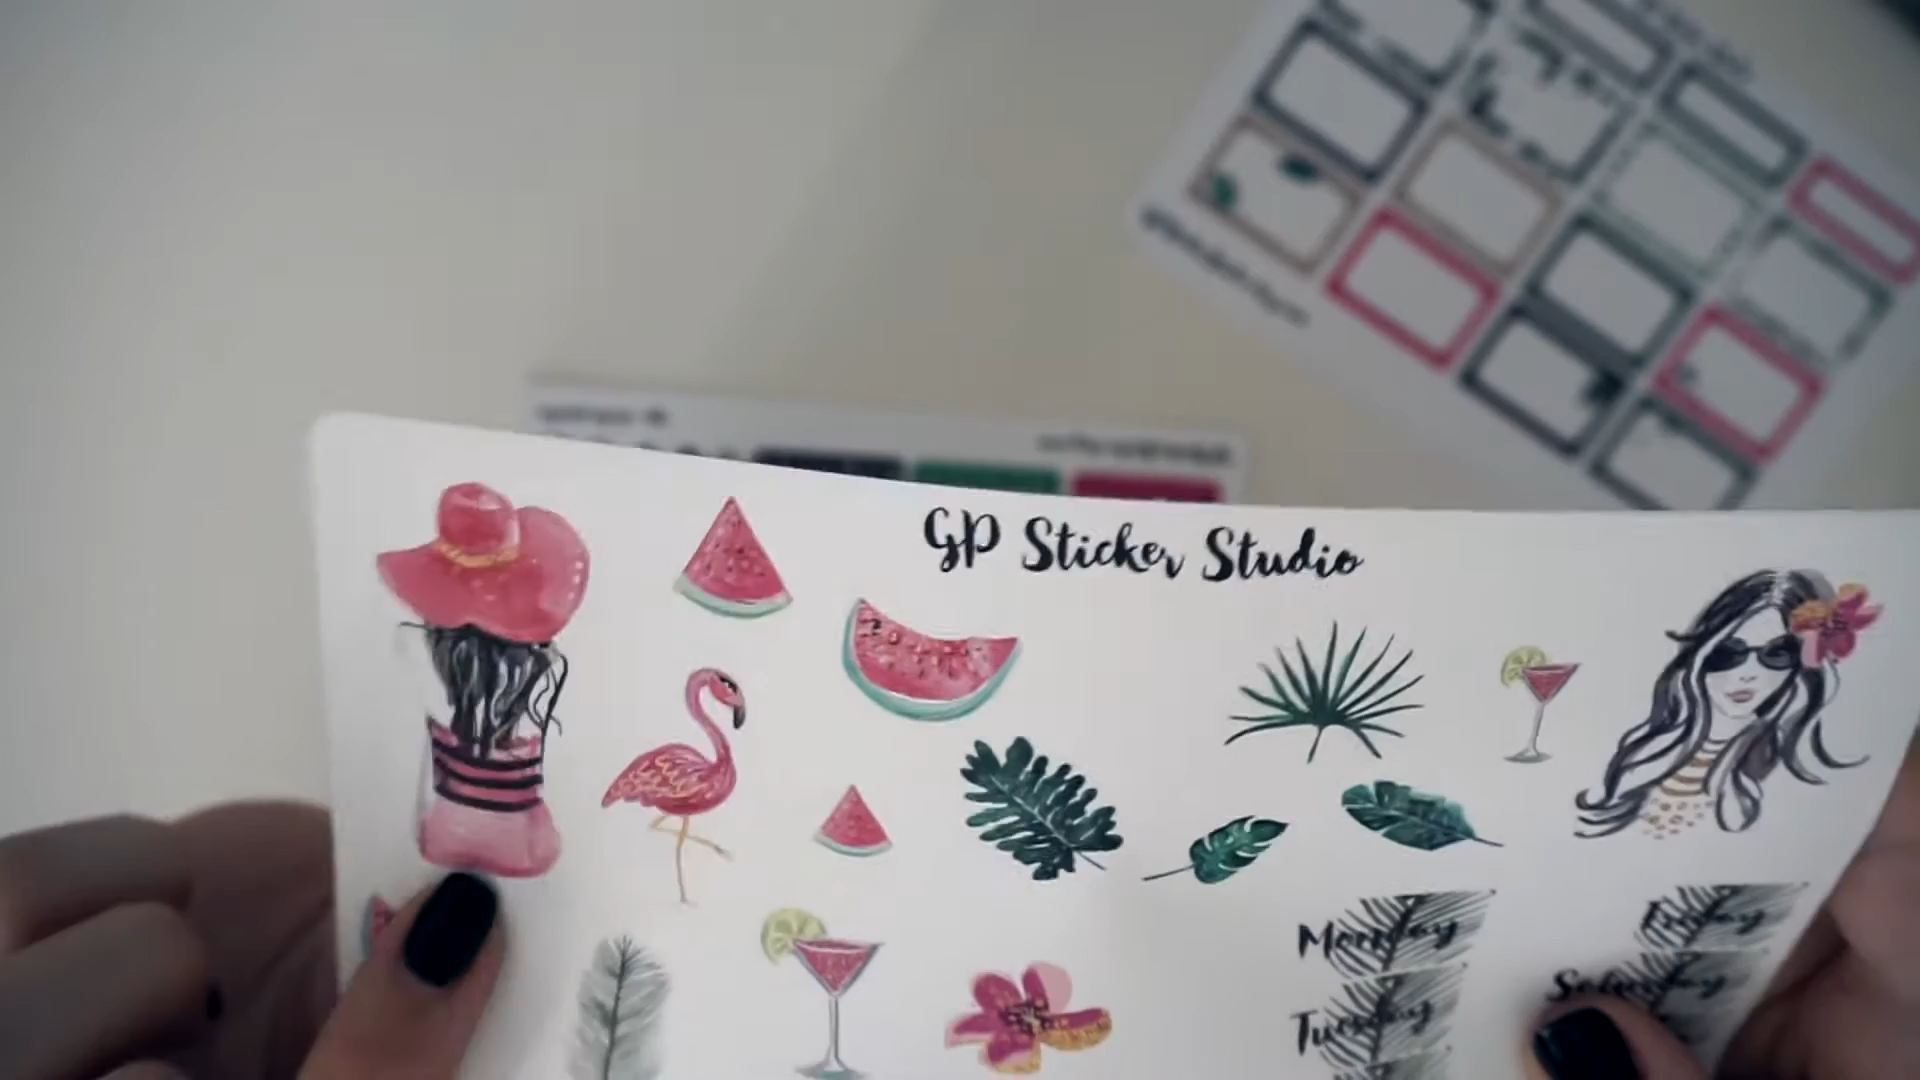 GP Sticker Studio
Monday
Friday
Saturday
Tuesday